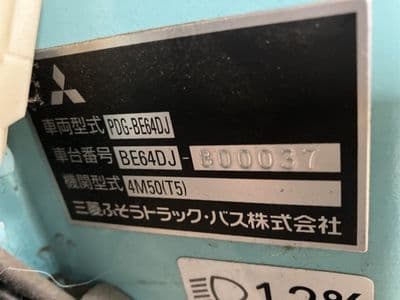 車両型式 PDG-BE64DJ
車台番号 BE64DJ-800037
機関型式 4M50(T5)
三菱ふそうトラック・バス株式会社
12%